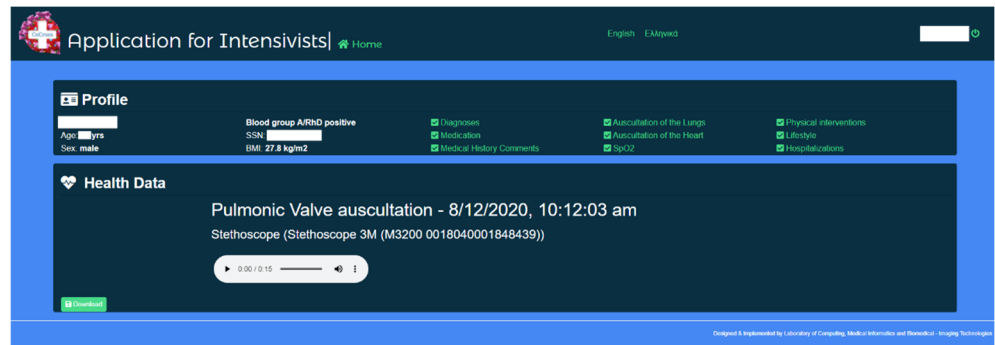 CoCross
Application for Intensivists| Home
English Ελληνικά
Profile
Age: yrs
Sex: male
Blood group A/RhD positive
SSN:
BMI: 27.8 kg/m2
Diagnoses
Medication
Medical History Comments
Auscultation of the Lungs
Auscultation of the Heart
SpO2
Physical interventions
Lifestyle
Hospitalizations
Health Data
Pulmonic Valve auscultation - 8/12/2020, 10:12:03 am
Stethoscope (Stethoscope 3M (M3200 0018040001848439))
0:00 / 0:15
Download
Designed & Implemented by Laboratory of Computing, Medical Informatics and Biomedical - Imaging Technologies